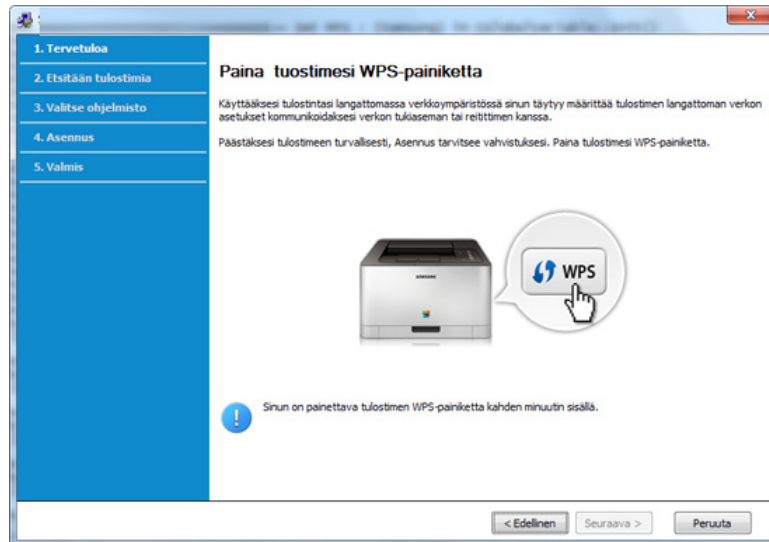 1. Tervetuloa
2. Etsitään tulostimia
3. Valitse ohjelmisto
4. Asennus
5. Valmis
Paina tuostimesi WPS-painiketta
Käyttääksesi tulostintasi langattomassa verkkoympäristössä sinun täytyy määrittää tulostimen langattoman verkon
asetukset kommunikoidaksesi verkon tukiaseman tai reitittimen kanssa.
Päästäksesi tulostimeen turvallisesti, Asennus tarvitsee vahvistuksesi. Paina tulostimesi WPS-painiketta.
SAMSUNG
WPS
Sinun on painettava tulostimen WPS-painiketta kahden minuutin sisällä.
< Edellinen
Seuraava >
Peruuta